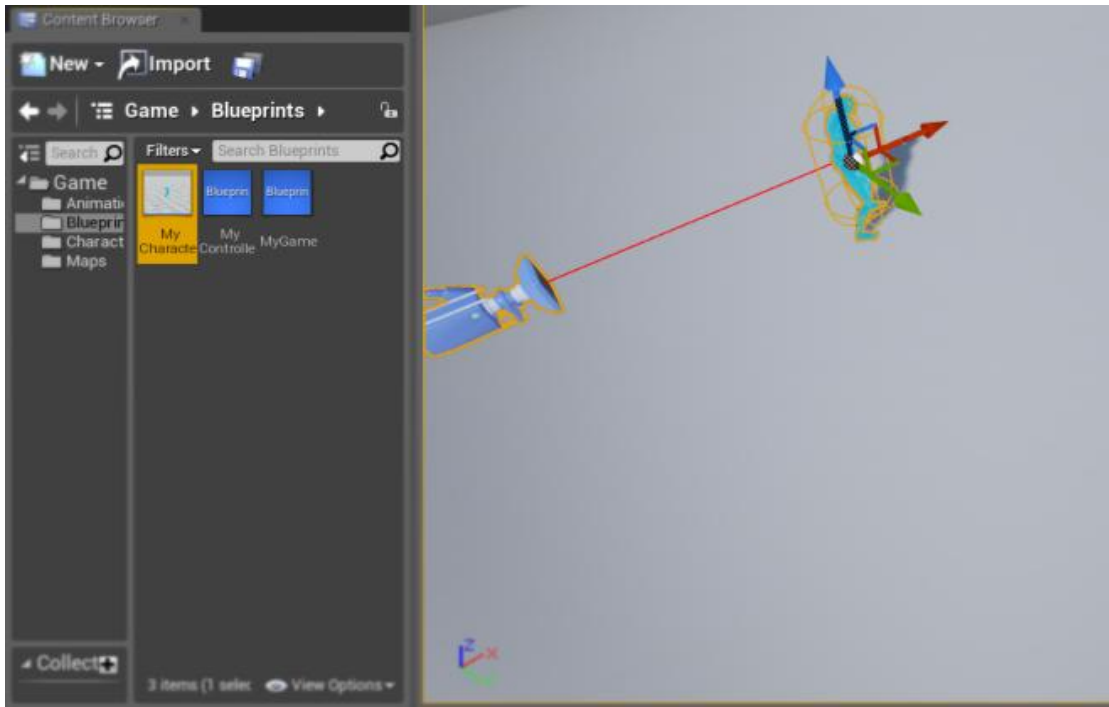 Content Browser
New
Import
Game
Blueprints
Search
Filters
Search Blueprints
Game
Animati
Blueprin
Charact
Maps
My
Characte
Blueprin
My
Controlle
Blueprin
MyGame
Collect
3 items (1 selec
View Options
Z
X